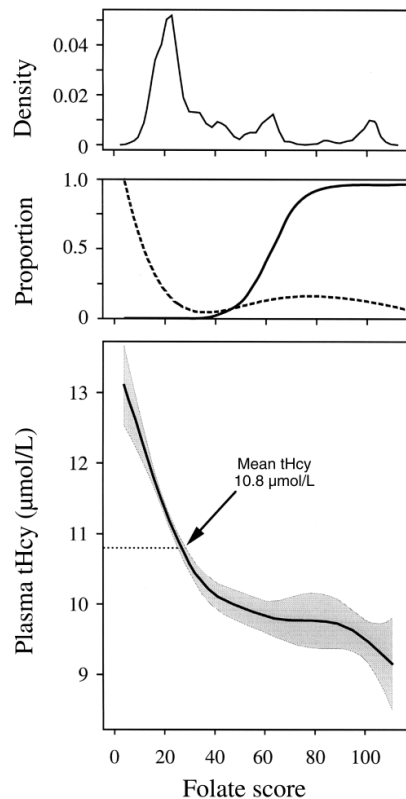 0.04
0.02
0
Density
1.0
0.5
0
Proportion
13
12
11
10
9
Plasma tHcy (μmol/L)
Mean tHcy
10.8 μmol/L
0 20 40 60 80 100
Folate score